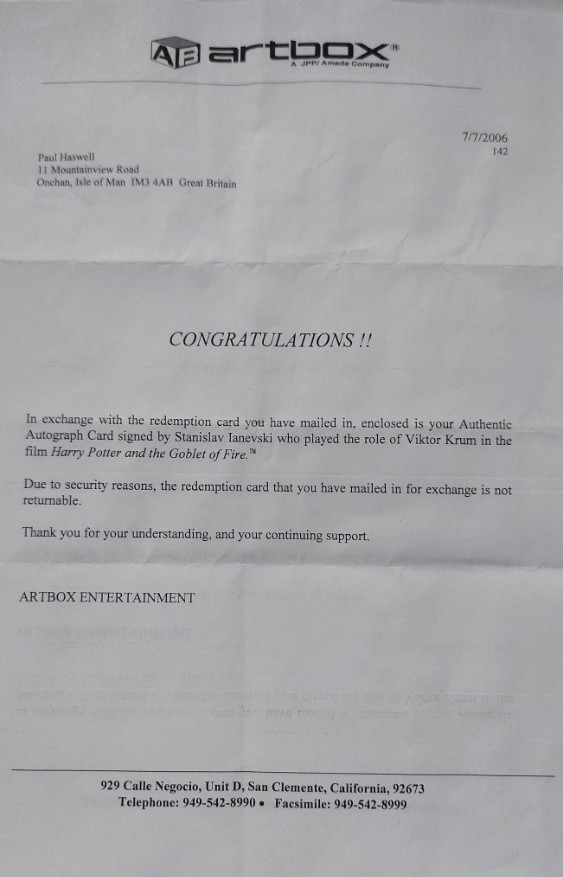 AB artbox®
A JPP/Amada Company
7/7/2006
142
Paul Haswell
11 Mountainview Road
Onchan, Isle of Man IM3 4AB Great Britain
CONGRATULATIONS !!
In exchange with the redemption card you have mailed in, enclosed is your Authentic
Autograph Card signed by Stanislav Ianevski who played the role of Viktor Krum in the
film Harry Potter and the Goblet of Fire.™
Due to security reasons, the redemption card that you have mailed in for exchange is not
returnable.
Thank you for your understanding, and your continuing support.
ARTBOX ENTERTAINMENT
929 Calle Negocio, Unit D, San Clemente, California, 92673
Telephone: 949-542-8990 • Facsimile: 949-542-8999